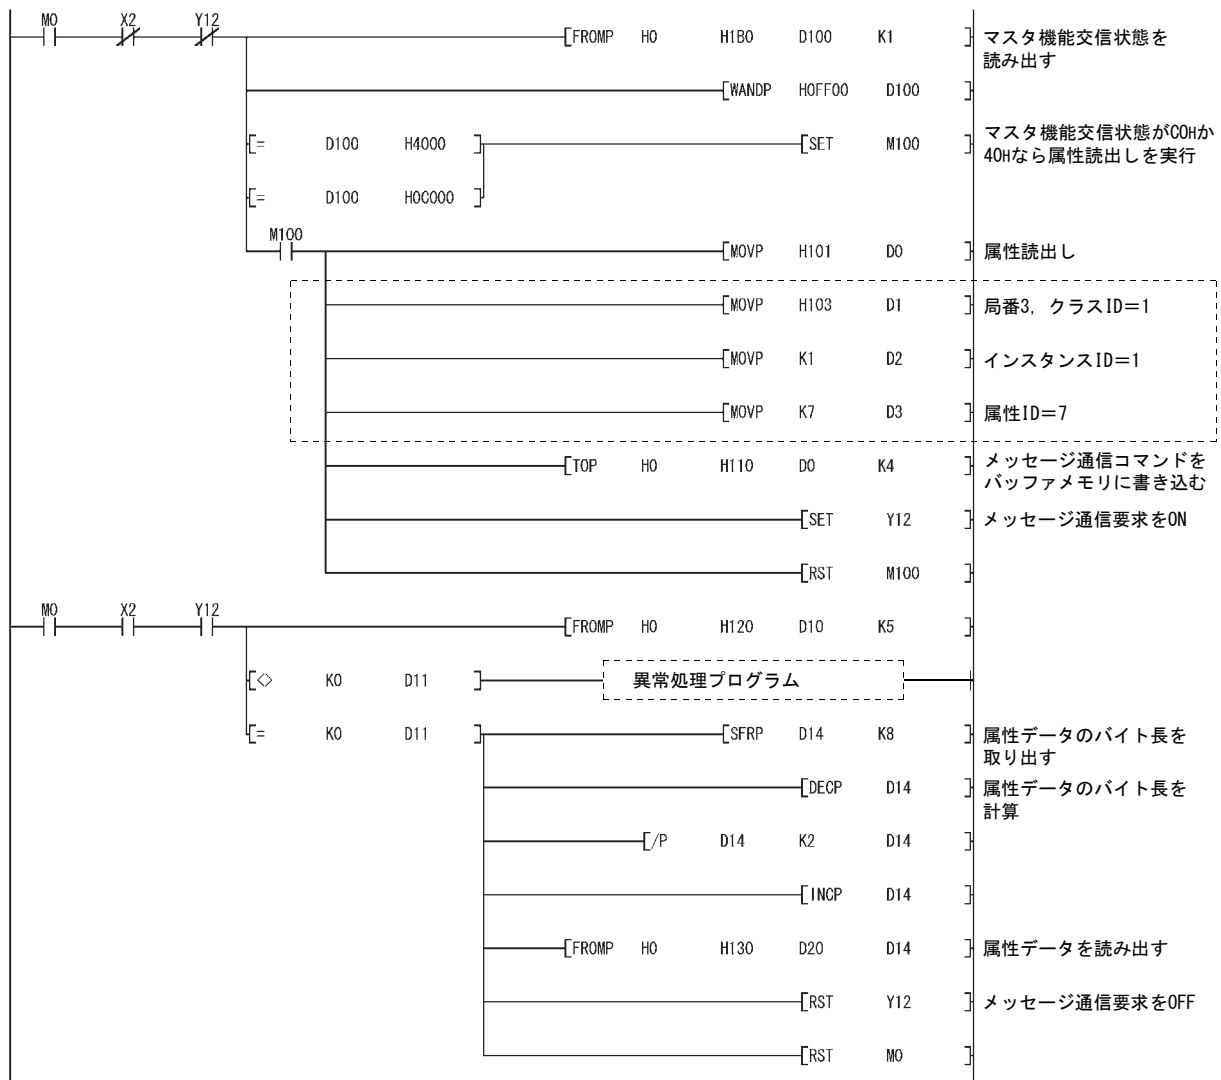 M0 X2 Y12
[FROMP H0 H1B0 D100 K1 ] マスタ機能交信状態を
読み出す
[WANDP H0FF00 D100 ]
[= D100 H4000 ] [SET M100 ] マスタ機能交信状態がC0Hか
40Hなら属性読出しを実行
[= D100 H0C000 ]
M100
[MOVP H101 D0 ] 属性読出し
[MOVP H103 D1 ] 局番3, クラスID＝1
[MOVP K1 D2 ] インスタンスID＝1
[MOVP K7 D3 ] 属性ID＝7
[TOP H0 H110 D0 K4 ] メッセージ通信コマンドを
バッファメモリに書き込む
[SET Y12 ] メッセージ通信要求をON
[RST M100 ]
M0 X2 Y12
[FROMP H0 H120 D10 K5 ]
[<> K0 D11 ] 異常処理プログラム
[= K0 D11 ] [SFRP D14 K8 ] 属性データのバイト長を
取り出す
[DECP D14 ] 属性データのバイト長を
計算
[/P D14 K2 D14 ]
[INCP D14 ]
[FROMP H0 H130 D20 D14 ] 属性データを読み出す
[RST Y12 ] メッセージ通信要求をOFF
[RST M0 ]